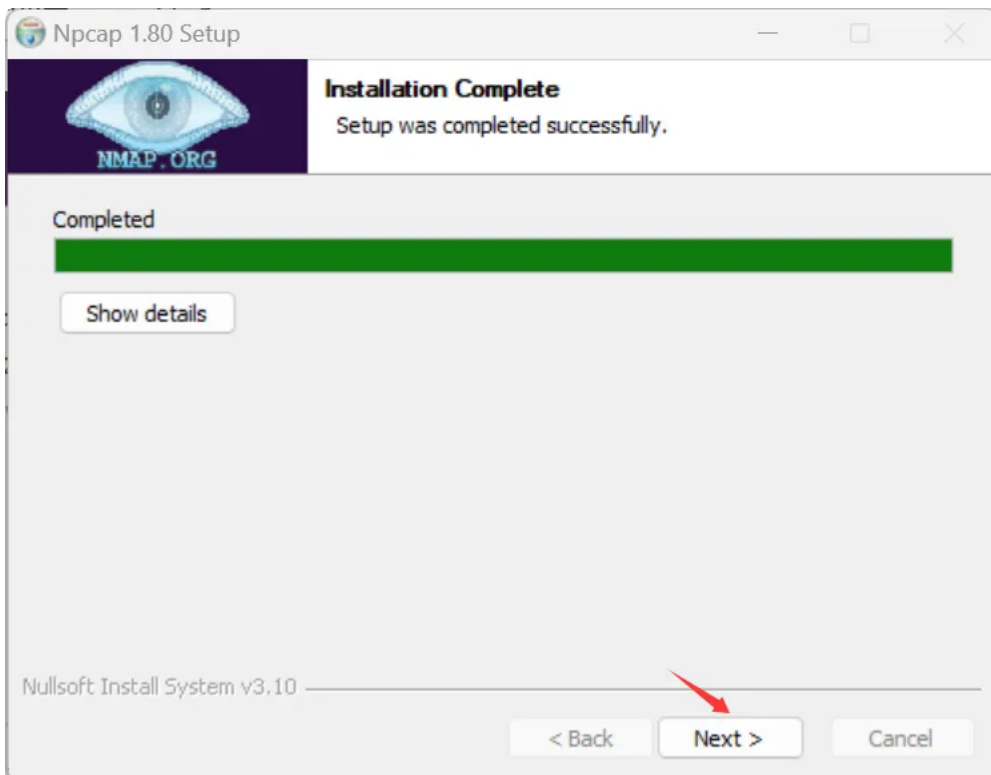 Npcap 1.80 Setup
NMAP.ORG
Installation Complete
Setup was completed successfully.
Completed
Show details
Nullsoft Install System v3.10
< Back
Next >
Cancel